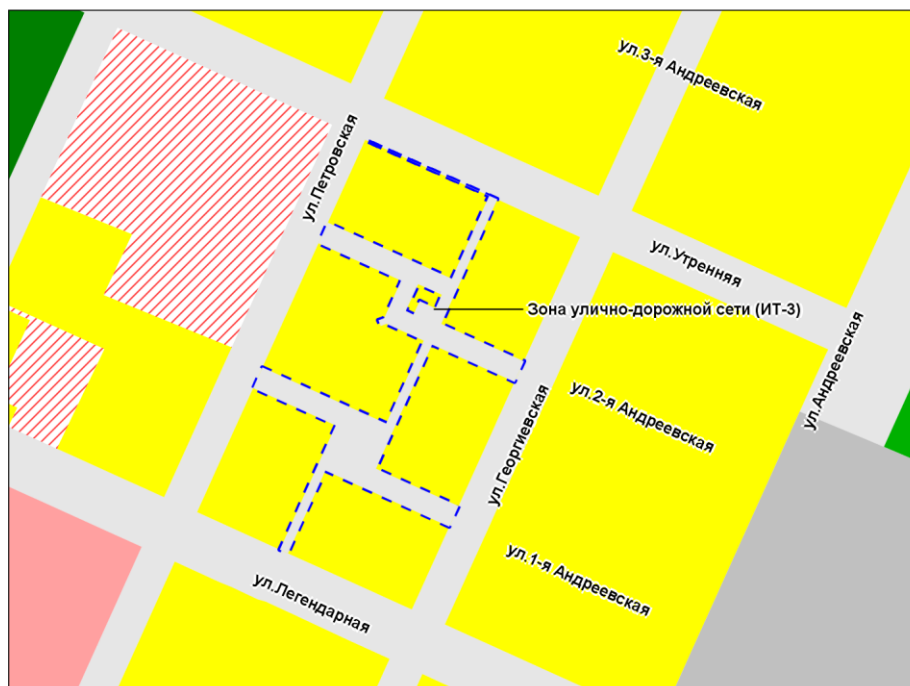 ул.3-я Андреевская
ул.Петровская
ул.Утренняя
Зона улично-дорожной сети (ИТ-3)
ул.Андреевская
ул.2-я Андреевская
ул.Георгиевская
ул.1-я Андреевская
ул.Легендарная